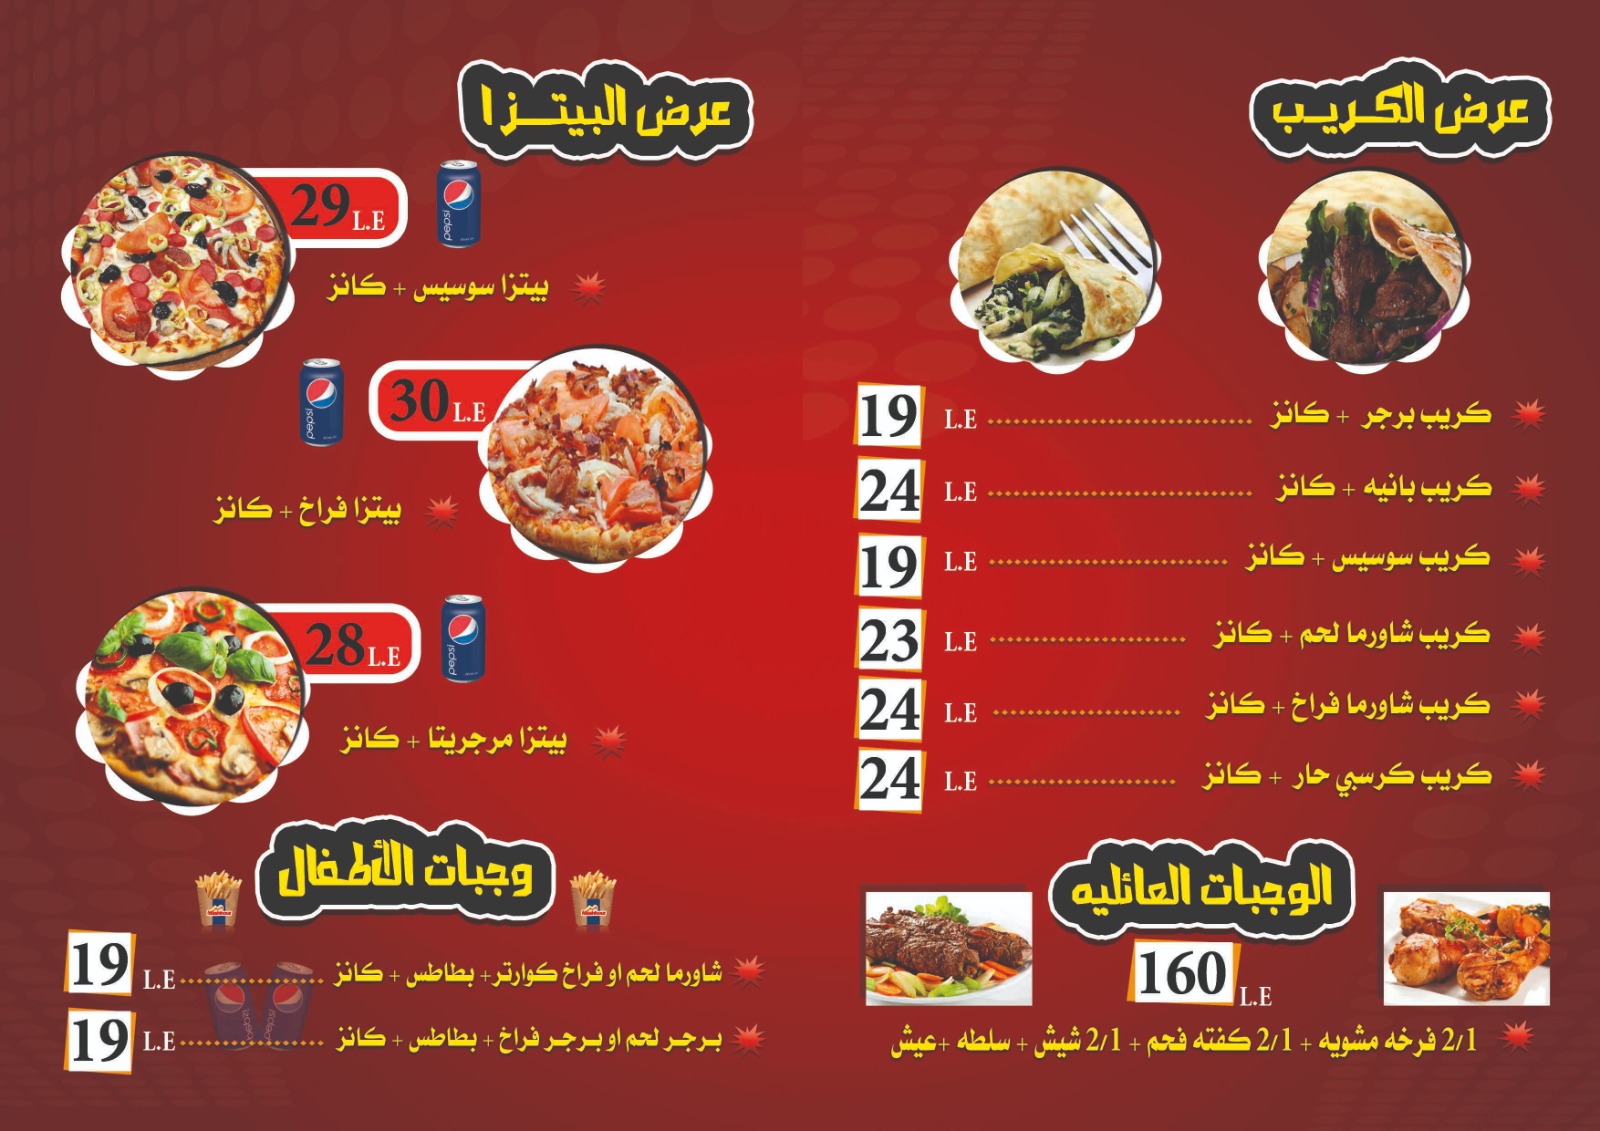 عرض الكريب
كريب برجر + كانز ........ L.E 19
كريب بانيه + كانز ........ L.E 24
كريب سوسيس + كانز ........ L.E 19
كريب شاورما لحم + كانز ........ L.E 23
كريب شاورما فراخ + كانز ........ L.E 24
كريب كرسبي حار + كانز ........ L.E 24
الوجبات العائليه
160 L.E
2/1 فرخه مشويه + 2/1 كفته فحم + 2/1 شيش + سلطه +عيش
عرض البيتزا
29 L.E
pepsi
بيتزا سوسيس + كانز
30 L.E
pepsi
بيتزا فراخ + كانز
28 L.E
pepsi
بيتزا مرجريتا + كانز
وجبات الأطفال
شاورما لحم او فراخ كوارتر+ بطاطس + كانز ........ L.E 19
برجر لحم او برجر فراخ + بطاطس + كانز ........ L.E 19